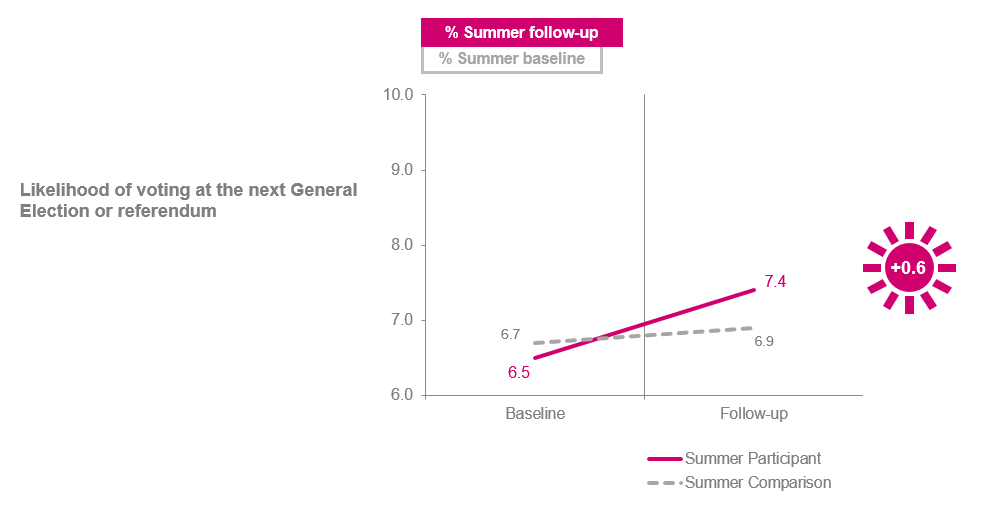 % Summer follow-up
% Summer baseline
10.0
9.0
Likelihood of voting at the next General
Election or referendum
8.0
+0.6
7.4
7.0
6.7
6.9
6.5
6.0
Baseline
Follow-up
Summer Participant
Summer Comparison